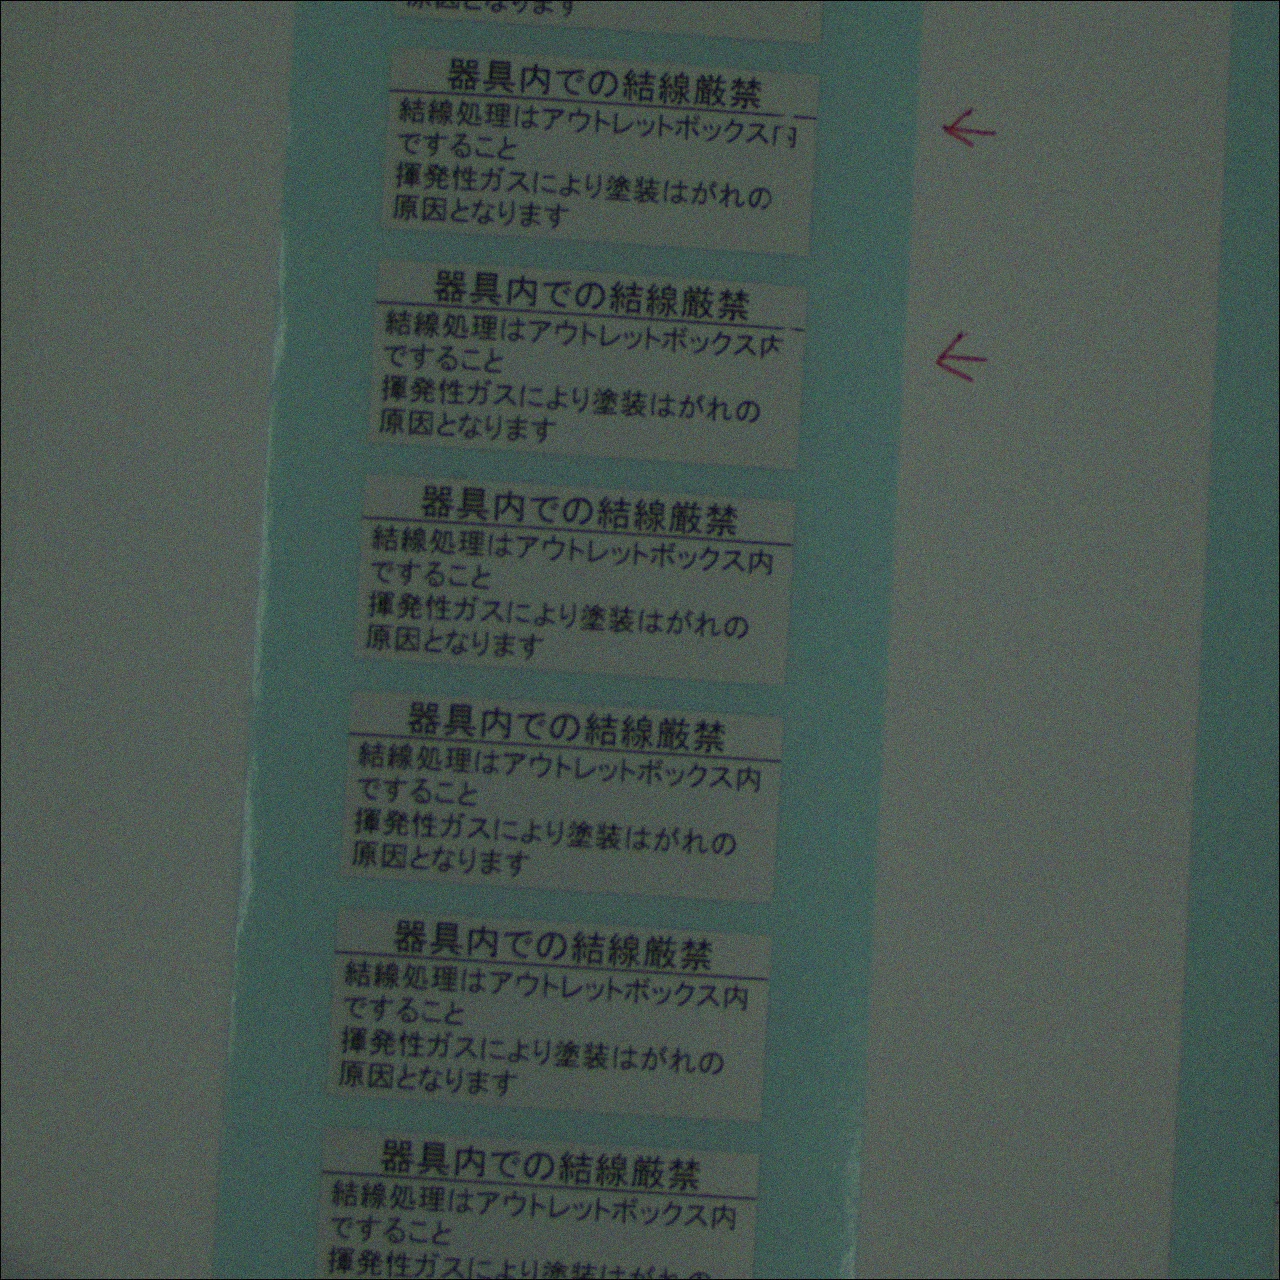 原因となります
器具内での結線厳禁
結線処理はアウトレットボックス内
ですること
揮発性ガスにより塗装はがれの
原因となります
器具内での結線厳禁
結線処理はアウトレットボックス内
ですること
揮発性ガスにより塗装はがれの
原因となります
器具内での結線厳禁
結線処理はアウトレットボックス内
ですること
揮発性ガスにより塗装はがれの
原因となります
器具内での結線厳禁
結線処理はアウトレットボックス内
ですること
揮発性ガスにより塗装はがれの
原因となります
器具内での結線厳禁
結線処理はアウトレットボックス内
ですること
揮発性ガスにより塗装はがれの
原因となります
器具内での結線厳禁
結線処理はアウトレットボックス内
ですること
揮発性ガスにより塗装はがれの